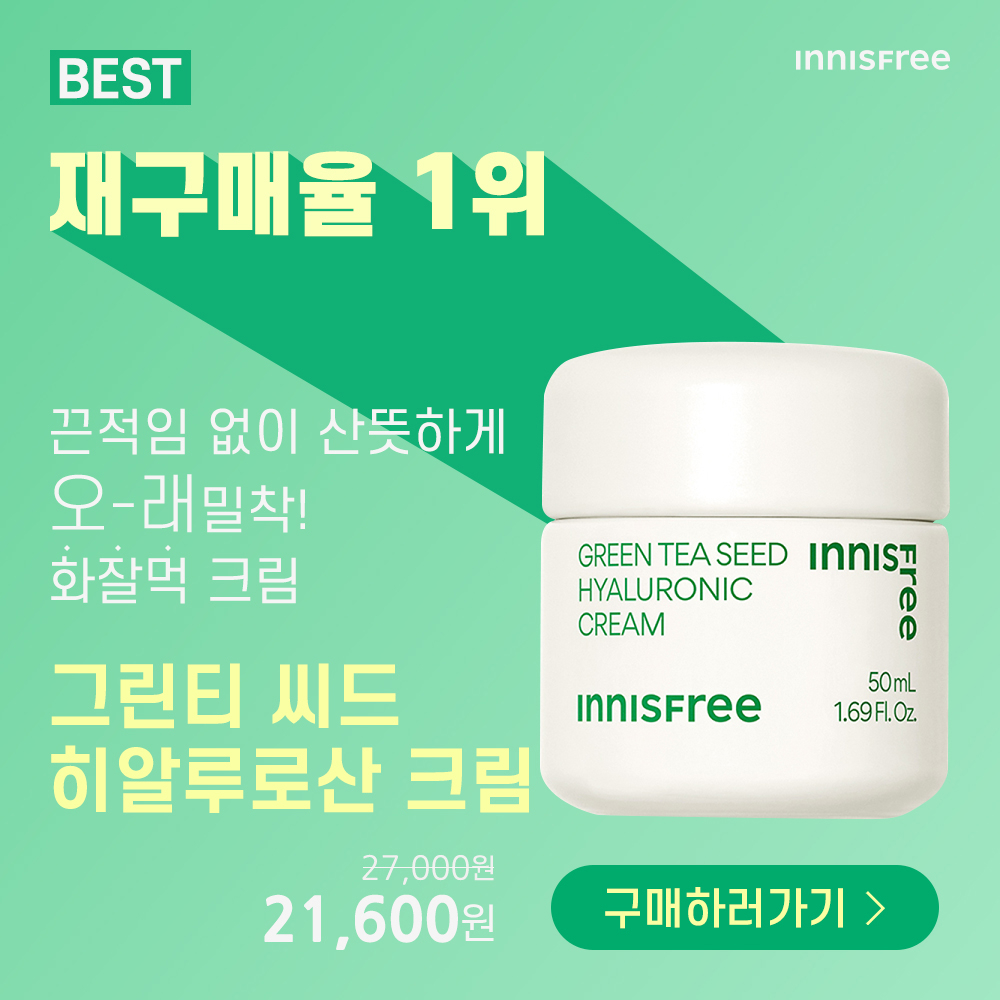 BEST
innisfree
재구매율 1위
끈적임 없이 산뜻하게
오-래밀착!
화잘먹 크림
그린티 씨드
히알루로산 크림
27,000원
21,600원
GREEN TEA SEED
HYALURONIC
CREAM
innisfree
innisfree
50 mL
1.69 Fl. Oz.
구매하러가기 >